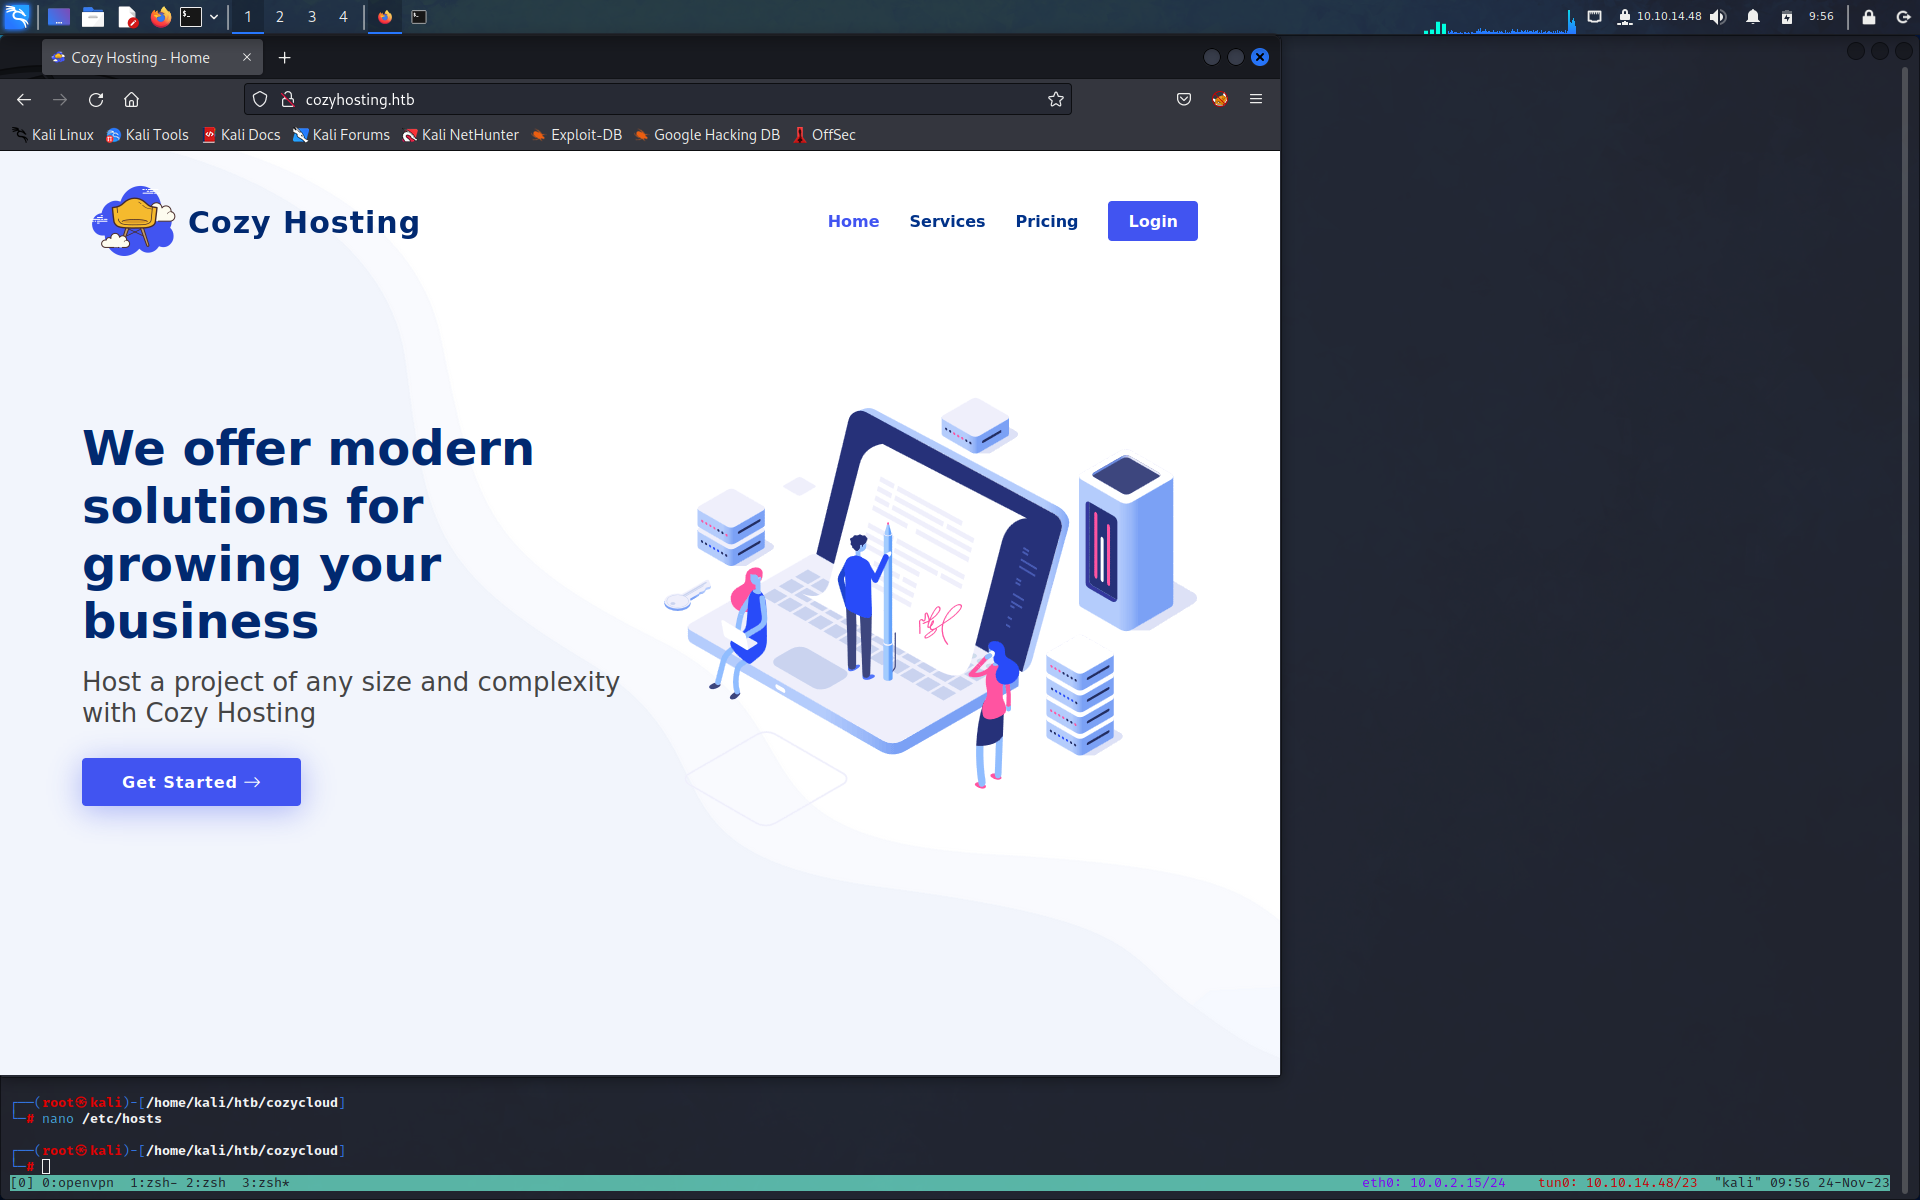 1 2 3 4 10.10.14.48 9:56
Cozy Hosting - Home
cozyhosting.htb
Kali Linux Kali Tools Kali Docs Kali Forums Kali NetHunter Exploit-DB Google Hacking DB OffSec
Cozy Hosting Home Services Pricing Login
We offer modern
solutions for
growing your
business
Host a project of any size and complexity
with Cozy Hosting
Get Started →
┌──(root㉿kali)-[/home/kali/htb/cozycloud]
└─# nano /etc/hosts
┌──(root㉿kali)-[/home/kali/htb/cozycloud]
└─#
[0] 0:openvpn 1:zsh- 2:zsh 3:zsh* eth0: 10.0.2.15/24 tun0: 10.10.14.48/23 "kali" 09:56 24-Nov-23